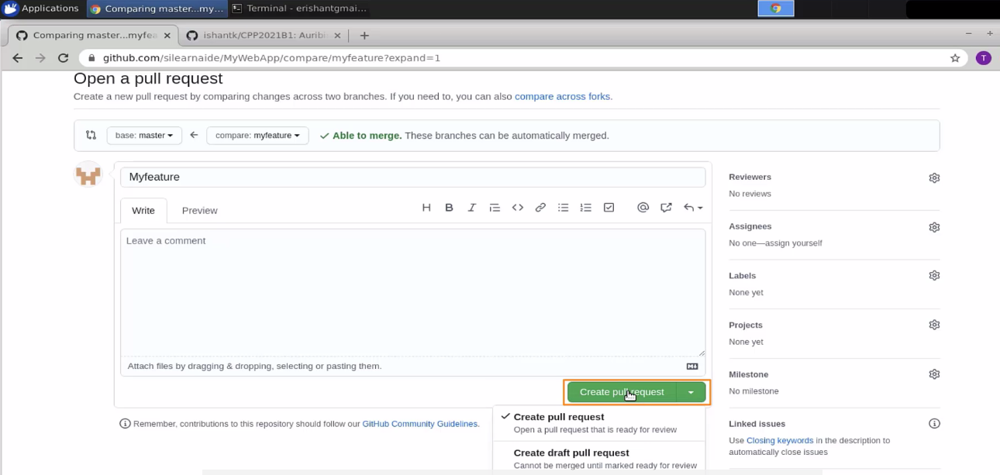 Applications
Comparing master...my...
Terminal - erishantgmai...
Comparing master...myfea
ishantk/CPP2021B1: Auribi
github.com/silearnaide/MyWebApp/compare/myfeature?expand=1
T
Open a pull request
Create a new pull request by comparing changes across two branches. If you need to, you can also compare across forks.
base: master
compare: myfeature
Able to merge. These branches can be automatically merged.
Myfeature
Write
Preview
Leave a comment
Attach files by dragging & dropping, selecting or pasting them.
Create pull request
Create pull request
Open a pull request that is ready for review
Create draft pull request
Cannot be merged until marked ready for review
Remember, contributions to this repository should follow our GitHub Community Guidelines.
Reviewers
No reviews
Assignees
No one—assign yourself
Labels
None yet
Projects
None yet
Milestone
No milestone
Linked issues
Use Closing keywords in the description to
automatically close issues